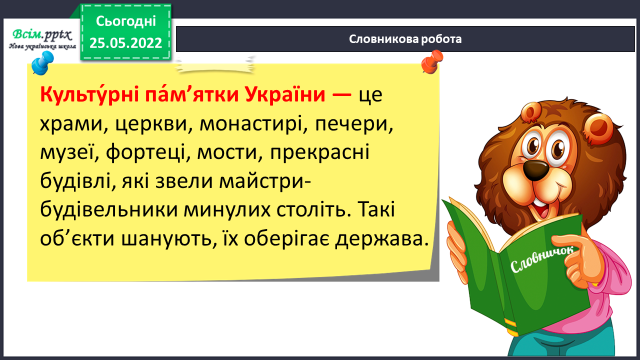 Всім.pptx
Нова українська школа
Сьогодні
25.05.2022
Словникова робота
Культу́рні па́м’ятки України — це
храми, церкви, монастирі, печери,
музеї, фортеці, мости, прекрасні
будівлі, які звели майстри-
будівельники минулих століть. Такі
об’єкти шанують, їх оберігає держава.
Словничок